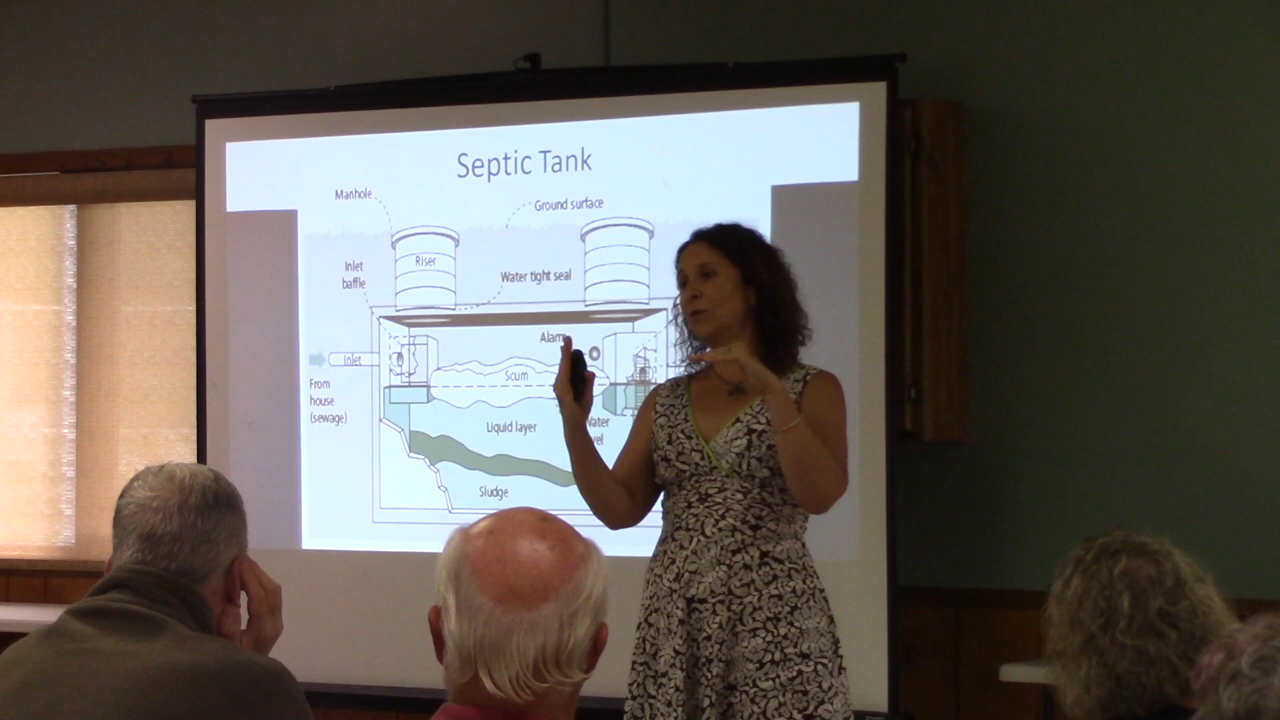 Septic Tank
Manhole
Ground surface
Riser
Inlet
baffle
Water tight seal
Inlet
Scum
From
house
(sewage)
Liquid layer
Sludge